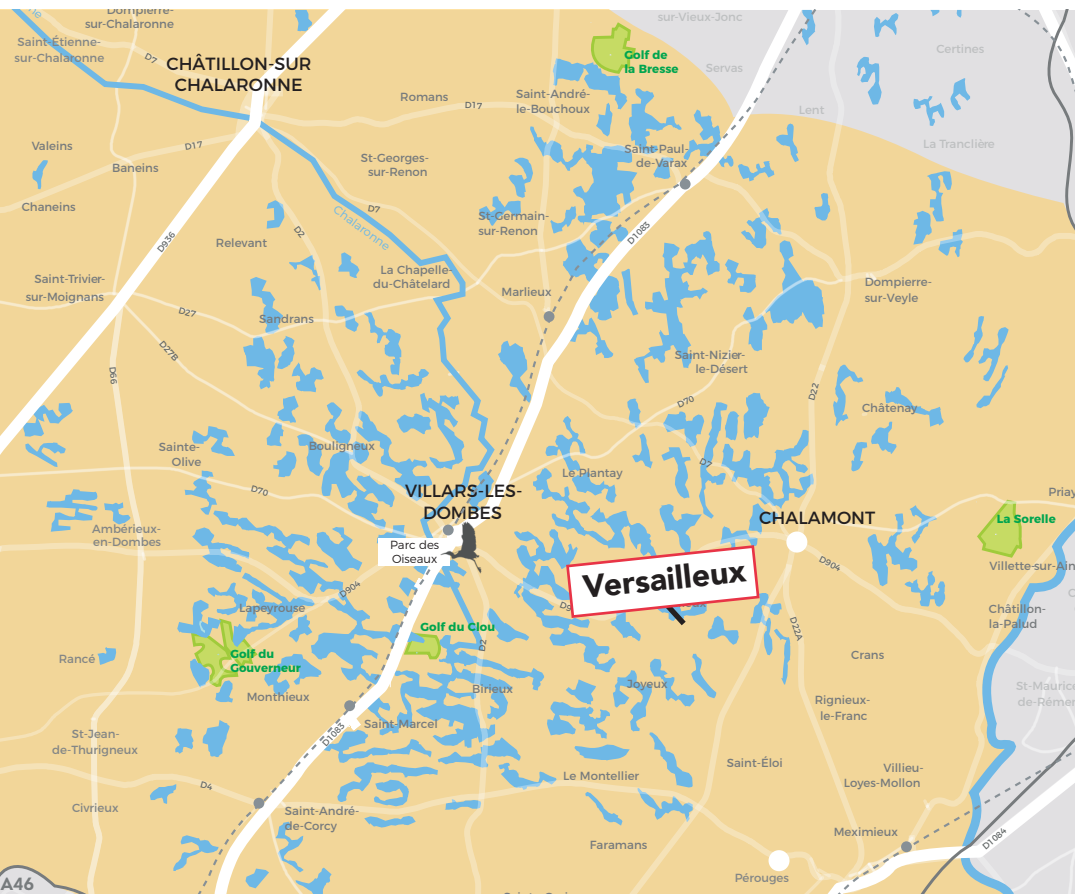 Dompierre-
sur-Chalaronne
sur-Vieux-Jonc
Saint-Étienne-
sur-Chalaronne
D7
CHÂTILLON-SUR
CHALARONNE
Golf de
la Bresse
Servas
Certines
Romans
D17
Saint-André-
le-Bouchoux
Lent
La Tranclière
Valeins
D17
Baneins
St-Georges-
sur-Renon
Saint-Paul-
de-Varax
Chaneins
D7
Chalaronne
St-Germain-
sur-Renon
D936
Relevant
D2
D1083
Saint-Trivier-
sur-Moignans
La Chapelle-
du-Châtelard
Marlieux
Dompierre-
sur-Veyle
D27
Sandrans
D27B
Saint-Nizier-
le-Désert
D66
D22
D70
Châtenay
Sainte-
Olive
Bouligneux
D7
Le Plantay
D70
VILLARS-LES-
DOMBES
CHALAMONT
Priay
La Sorelle
Ambérieux-
en-Dombes
Parc des
Oiseaux
D904
Villette-sur-Ain
Versailleux
D904
Lapeyrouse
Châtillon-
la-Palud
Golf du Clou
D22A
D2
Rancé
Golf du
Gouverneur
Crans
Monthieux
Birieux
Joyeux
St-Maurice
de-Rémen
Rignieux-
le-Franc
Saint-Marcel
D1083
St-Jean-
de-Thurigneux
Saint-Éloi
Le Montellier
Villieu-
Loyes-Mollon
D4
Civrieux
Saint-André-
de-Corcy
Meximieux
D1084
Faramans
Pérouges
A46